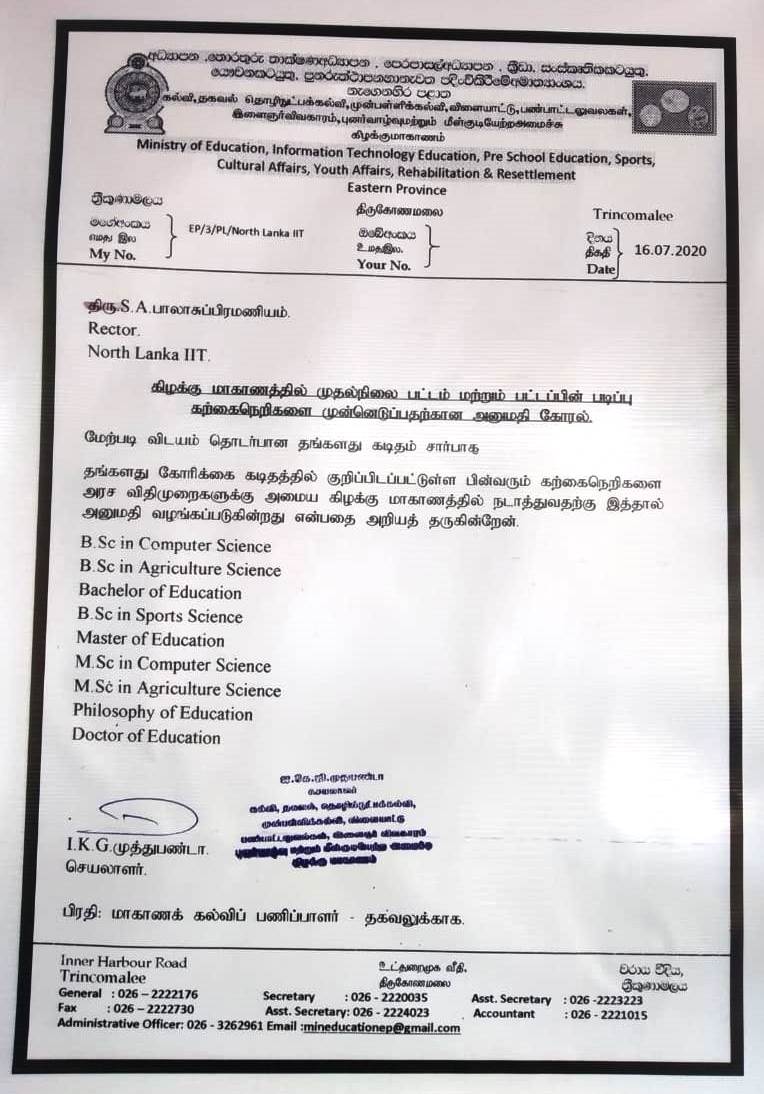 අධ්‍යාපන ,තොරතුරු තාක්ෂණඅධ්‍යාපන , පෙරපාසල්අධ්‍යාපන , ක්‍රීඩා, සංස්කෘතිකකටයුතු,
යෞවනකටයුතු, පුනරුත්ථාපනහානැවත පදිංචිකිරීමේඅමාත්‍යාංශය.
නැගෙනහිර පළාත
கல்வி,தகவல் தொழிநுட்பக்கல்வி,முன்பள்ளிக்கல்வி,விளையாட்டு,பண்பாட்டலுவலகள்,
இளைஞர்விவகாரம்,புனர்வாழ்வுமற்றும் மீள்குடியேற்றஅமைச்சு
கிழக்குமாகாணம்
Ministry of Education, Information Technology Education, Pre School Education, Sports,
Cultural Affairs, Youth Affairs, Rehabilitation & Resettlement
Eastern Province
ත්‍රිකුණාමලය திருகோணமலை Trincomalee
මගේඅංකය ඔබේඅංකය දිනය
எமது இல EP/3/PL/North Lanka IIT உமதுஇல. திகதி 16.07.2020
My No. Your No. Date
திரு.S.A.பாலாசுப்பிரமணியம்.
Rector.
North Lanka IIT.
கிழக்கு மாகாணத்தில் முதல்நிலை பட்டம் மற்றும் பட்டப்பின் படிப்பு
கற்கைநெறிகளை முன்னெடுப்பதற்கான அனுமதி கோரல்.
மேற்படி விடயம் தொடர்பான தங்களது கடிதம் சார்பாக
தங்களது கோரிக்கை கடிதத்தில் குறிப்பிடப்பட்டுள்ள பின்வரும் கற்கைநெறிகளை
அரச விதிமுறைகளுக்கு அமைய கிழக்கு மாகாணத்தில் நடாத்துவதற்கு இத்தால்
அனுமதி வழங்கப்படுகின்றது என்பதை அறியத் தருகின்றேன்.
B.Sc in Computer Science
B.Sc in Agriculture Science
Bachelor of Education
B.Sc in Sports Science
Master of Education
M.Sc in Computer Science
M.Sc in Agriculture Science
Philosophy of Education
Doctor of Education
ஐ.கே.ஜி.முதுபண்டா
செயலாளர்
கல்வி, தகவல், தொழில்நுட்பக்கல்வி,
முன்பள்ளிக்கல்வி, விளையாட்டு
பண்பாட்டலுவல்கள், இளைஞர் விவகாரம்
புனர்வாழ்வு மற்றும் மீள்குடியேற்ற அமைச்சு
கிழக்கு மாகாணம்
I.K.G.முத்துபண்டா.
செயலாளர்.
பிரதி: மாகாணக் கல்விப் பணிப்பாளர் - தகவலுக்காக.
Inner Harbour Road உட்துறைமுக வீதி, වරාය වීදිය,
Trincomalee திருகோணமலை ත්‍රිකුණාමලය
General : 026 – 2222176 Secretary : 026 - 2220035 Asst. Secretary : 026 -2223223
Fax : 026 – 2222730 Asst. Secretary: 026 - 2224023 Accountant : 026 - 2221015
Administrative Officer: 026 - 3262961 Email :mineducationep@gmail.com